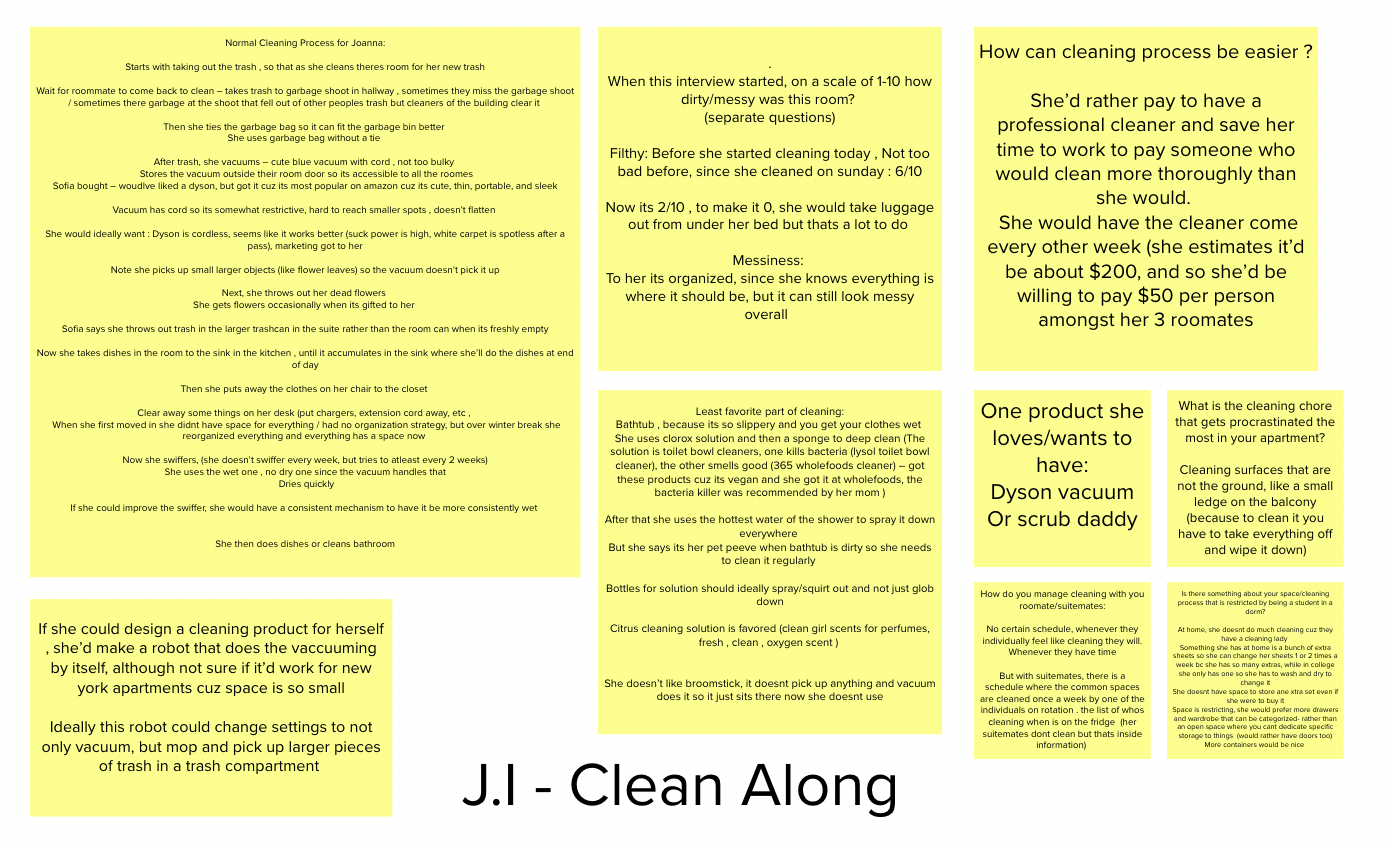 Normal Cleaning Process for Joanna:
Starts with taking out the trash , so that as she cleans theres room for her new trash
Wait for roommate to come back to clean – takes trash to garbage shoot in hallway , sometimes they miss the garbage shoot
/ sometimes there garbage at the shoot that fell out of other peoples trash but cleaners of the building clear it
Then she ties the garbage bag so it can fit the garbage bin better
She uses garbage bag without a tie
After trash, she vacuums – cute blue vacuum with cord , not too bulky
Stores the vacuum outside their room door so its accessible to all the roomes
Sofia bought – woudlve liked a dyson, but got it cuz its most popular on amazon cuz its cute, thin, portable, and sleek
Vacuum has cord so its somewhat restrictive, hard to reach smaller spots , doesn't flatten
She would ideally want : Dyson is cordless, seems like it works better (suck power is high, white carpet is spotless after a
pass), marketing got to her
Note she picks up small larger objects (like flower leaves) so the vacuum doesn't pick it up
Next, she throws out her dead flowers
She gets flowers occasionally when its gifted to her
Sofia says she throws out trash in the larger trashcan in the suite rather than the room can when its freshly empty
Now she takes dishes in the room to the sink in the kitchen , until it accumulates in the sink where she'll do the dishes at end
of day
Then she puts away the clothes on her chair to the closet
Clear away some things on her desk (put chargers, extension cord away, etc ,
When she first moved in she didnt have space for everything / had no organization strategy, but over winter break she
reorganized everything and everything has a space now
Now she swiffers, (she doesn't swiffer every week, but tries to atleast every 2 weeks)
She uses the wet one , no dry one since the vacuum handles that
Dries quickly
If she could improve the swiffer, she would have a consistent mechanism to have it be more consistently wet
She then does dishes or cleans bathroom
.
When this interview started, on a scale of 1-10 how
dirty/messy was this room?
(separate questions)
Filthy: Before she started cleaning today , Not too
bad before, since she cleaned on sunday : 6/10
Now its 2/10 , to make it 0, she would take luggage
out from under her bed but thats a lot to do
Messiness:
To her its organized, since she knows everything is
where it should be, but it can still look messy
overall
How can cleaning process be easier ?
She'd rather pay to have a
professional cleaner and save her
time to work to pay someone who
would clean more thoroughly than
she would.
She would have the cleaner come
every other week (she estimates it'd
be about $200, and so she'd be
willing to pay $50 per person
amongst her 3 roomates
Least favorite part of cleaning:
Bathtub , because its so slippery and you get your clothes wet
She uses clorox solution and then a sponge to deep clean (The
solution is toilet bowl cleaners, one kills bacteria (lysol toilet bowl
cleaner), the other smells good (365 wholefoods cleaner) – got
these products cuz its vegan and she got it at wholefoods, the
bacteria killer was recommended by her mom )
After that she uses the hottest water of the shower to spray it down
everywhere
But she says its her pet peeve when bathtub is dirty so she needs
to clean it regularly
Bottles for solution should ideally spray/squirt out and not just glob
down
Citrus cleaning solution is favored (clean girl scents for perfumes,
fresh , clean , oxygen scent )
She doesn't like broomstick, it doesnt pick up anything and vacuum
does it so it just sits there now she doesnt use
One product she
loves/wants to
have:
Dyson vacuum
Or scrub daddy
What is the cleaning chore
that gets procrastinated the
most in your apartment?
Cleaning surfaces that are
not the ground, like a small
ledge on the balcony
(because to clean it you
have to take everything off
and wipe it down)
How do you manage cleaning with you
roomate/suitemates:
No certain schedule, whenever they
individually feel like cleaning they will.
Whenever they have time
But with suitemates, there is a
schedule where the common spaces
are cleaned once a week by one of the
individuals on rotation . the list of whos
cleaning when is on the fridge  (her
suitemates dont clean but thats inside
information)
Is there something about your space/cleaning
process that is restricted by being a student in a
dorm?
At home, she doesnt do much cleaning cuz they
have a cleaning lady
Something she has at home is a bunch of extra
sheets so she can change her sheets 1 or 2 times a
week bc she has so many extras, while in college
she only has one so she has to wash and dry to
change it
She doesnt have space to store ane xtra set even if
she were to buy it
Space is restricting, she would prefer more drawers
and wardrobe that can be categorized- rather than
an open space where you cant dedicate specific
storage to things  (would rather have doors too)
More containers would be nice
If she could design a cleaning product for herself
, she'd make a robot that does the vaccuuming
by itself, although not sure if it'd work for new
york apartments cuz space is so small
Ideally this robot could change settings to not
only vacuum, but mop and pick up larger pieces
of trash in a trash compartment
J.I - Clean Along